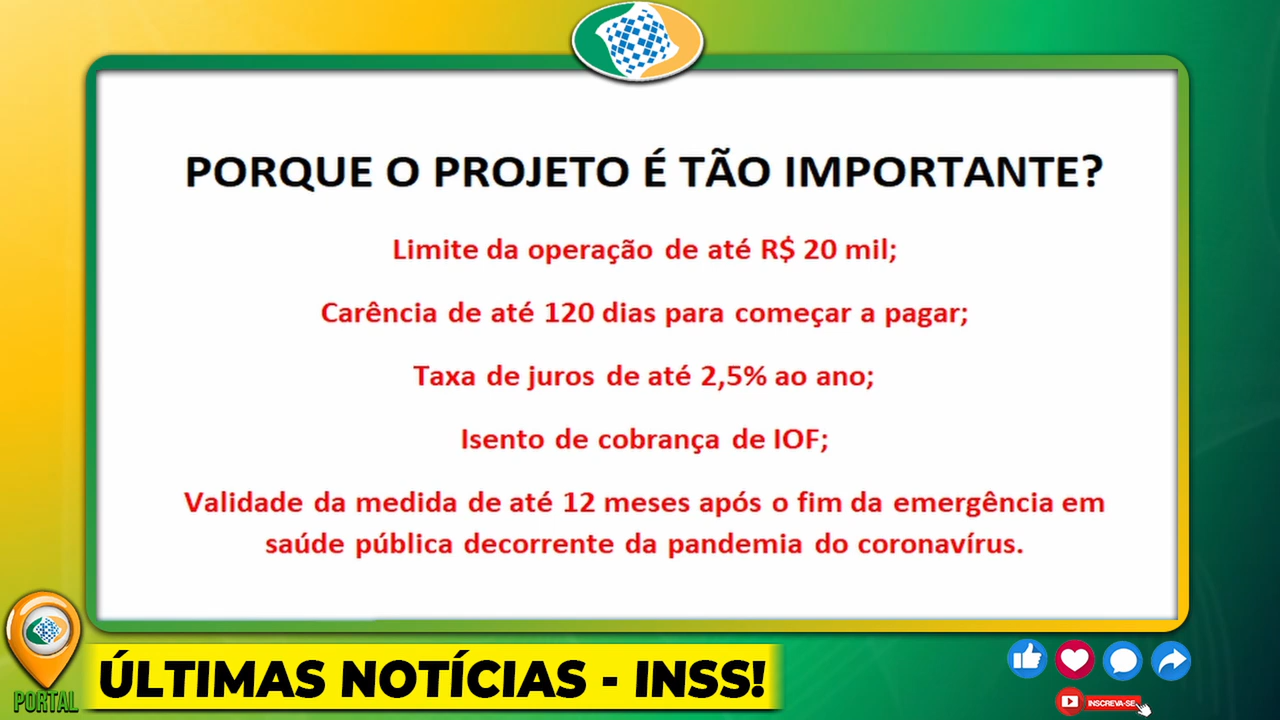 PORQUE O PROJETO É TÃO IMPORTANTE?
Limite da operação de até R$ 20 mil;
Carência de até 120 dias para começar a pagar;
Taxa de juros de até 2,5% ao ano;
Isento de cobrança de IOF;
Validade da medida de até 12 meses após o fim da emergência em
saúde pública decorrente da pandemia do coronavírus.
PORTAL
ÚLTIMAS NOTÍCIAS - INSS!
INSCREVA-SE